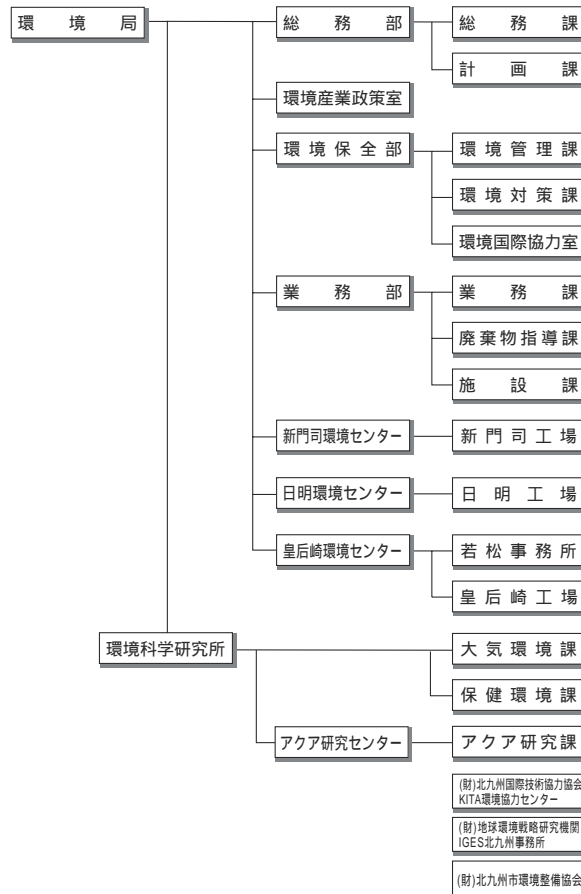 環境局
総務部
総務課
計画課
環境産業政策室
環境保全部
環境管理課
環境対策課
環境国際協力室
業務部
業務課
廃棄物指導課
施設課
新門司環境センター
新門司工場
日明環境センター
日明工場
皇后崎環境センター
若松事務所
皇后崎工場
環境科学研究所
大気環境課
保健環境課
アクア研究センター
アクア研究課
(財)北九州国際技術協力協会
KITA環境協力センター
(財)地球環境戦略研究機関
IGES北九州事務所
(財)北九州市環境整備協会